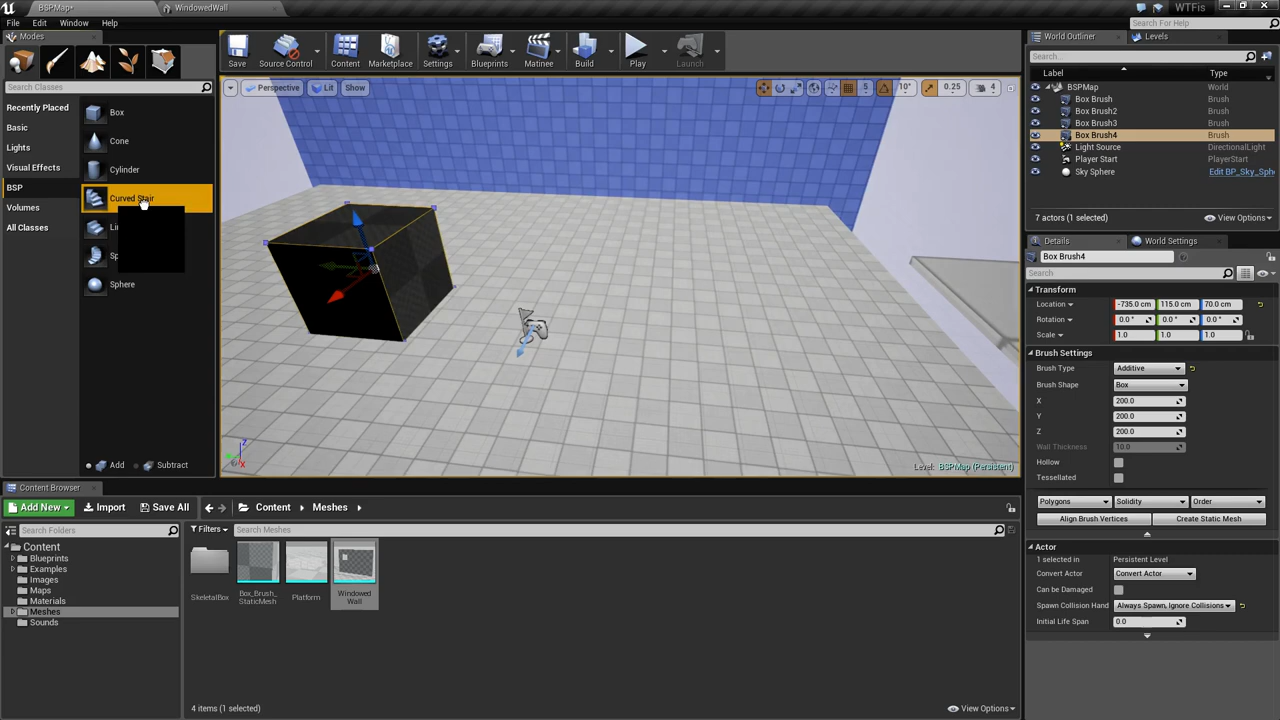 BSPMap*
WindowedWall
WTFis
File Edit Window Help
Search For Help
Modes
Search Classes
Recently Placed
Basic
Lights
Visual Effects
BSP
Volumes
All Classes
Box
Cone
Cylinder
Curved Stair
Li
Sp
Sphere
Add Subtract
Save
Source Control
Content
Marketplace
Settings
Blueprints
Matinee
Build
Play
Launch
Perspective Lit Show
5 10° 0.25 4
Z
X
Level: BSPMap (Persistent)
World Outliner Levels
Search...
Label Type
BSPMap World
Box Brush Brush
Box Brush2 Brush
Box Brush3 Brush
Box Brush4 Brush
Light Source DirectionalLight
Player Start PlayerStart
Sky Sphere Edit BP_Sky_Sph
7 actors (1 selected) View Options
Details World Settings
Box Brush4
Search
Transform
Location -735.0 cm 115.0 cm 70.0 cm
Rotation 0.0 ° 0.0 ° 0.0 °
Scale 1.0 1.0 1.0
Brush Settings
Brush Type Additive
Brush Shape Box
X 200.0
Y 200.0
Z 200.0
Wall Thickness 10.0
Hollow
Tessellated
Polygons Solidity Order
Align Brush Vertices Create Static Mesh
Actor
1 selected in Persistent Level
Convert Actor Convert Actor
Can be Damaged
Spawn Collision Hand Always Spawn, Ignore Collisions
Initial Life Span 0.0
Content Browser
Add New Import Save All Content Meshes
Search Folders
Filters Search Meshes
Content
Blueprints
Examples
Images
Maps
Materials
Meshes
Sounds
SkeletalBox
Box_Brush_
StaticMesh
Platform
Windowed
Wall
4 items (1 selected) View Options